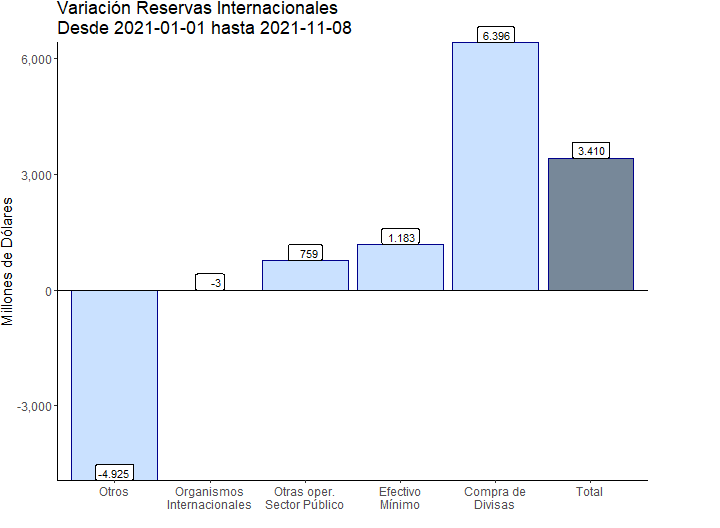 Variación Reservas Internacionales
Desde 2021-01-01 hasta 2021-11-08
Millones de Dólares
6,000
3,000
0
-3,000
-4.925
-3
759
1.183
6.396
3.410
Otros
Organismos
Internacionales
Otras oper.
Sector Público
Efectivo
Mínimo
Compra de
Divisas
Total